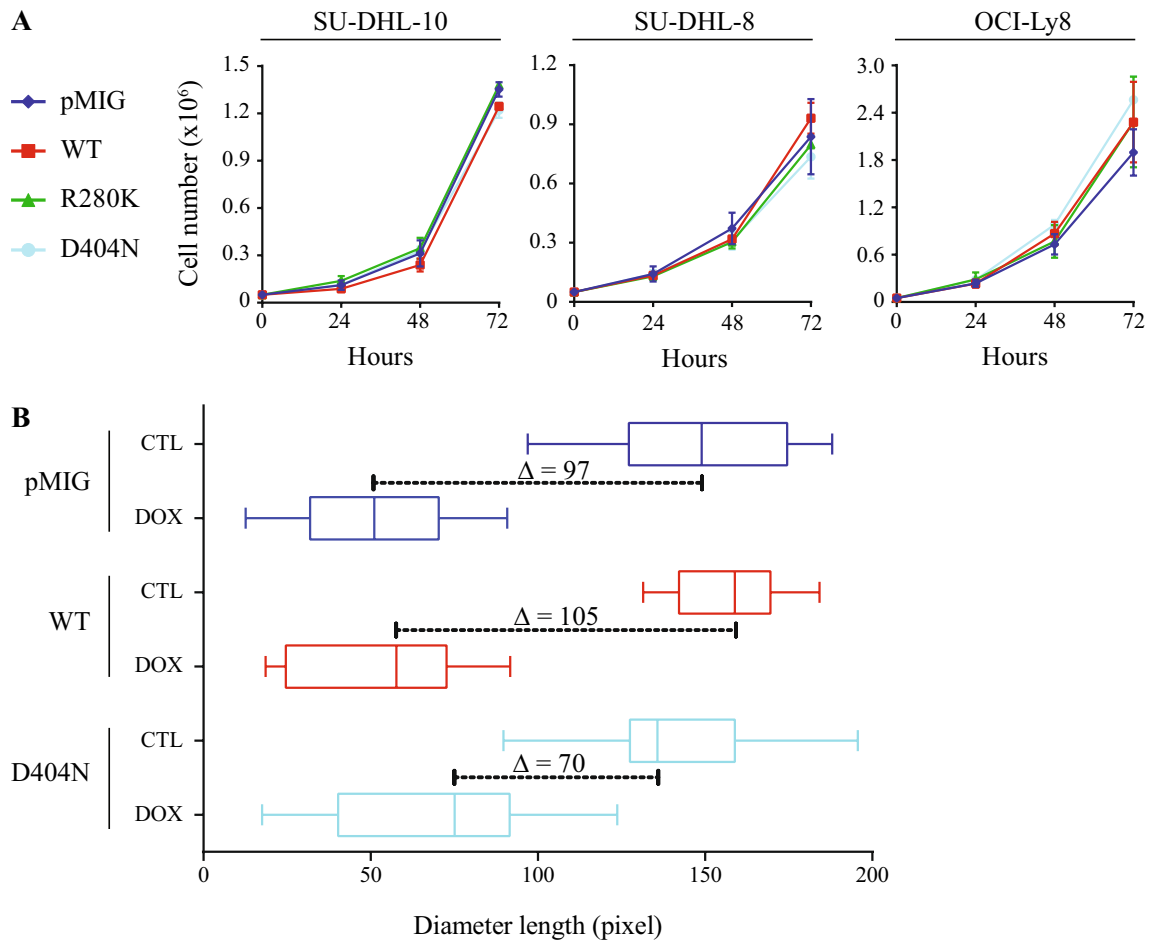 A
SU-DHL-10
SU-DHL-8
OCI-Ly8
pMIG
WT
R280K
D404N
Cell number (x10⁶)
1.5
1.2
0.9
0.6
0.3
0
0 24 48 72
Hours
1.2
0.9
0.6
0.3
0
0 24 48 72
Hours
3.0
2.4
1.8
1.2
0.6
0
0 24 48 72
Hours
B
pMIG
CTL
Δ = 97
DOX
WT
CTL
Δ = 105
DOX
D404N
CTL
Δ = 70
DOX
0 50 100 150 200
Diameter length (pixel)